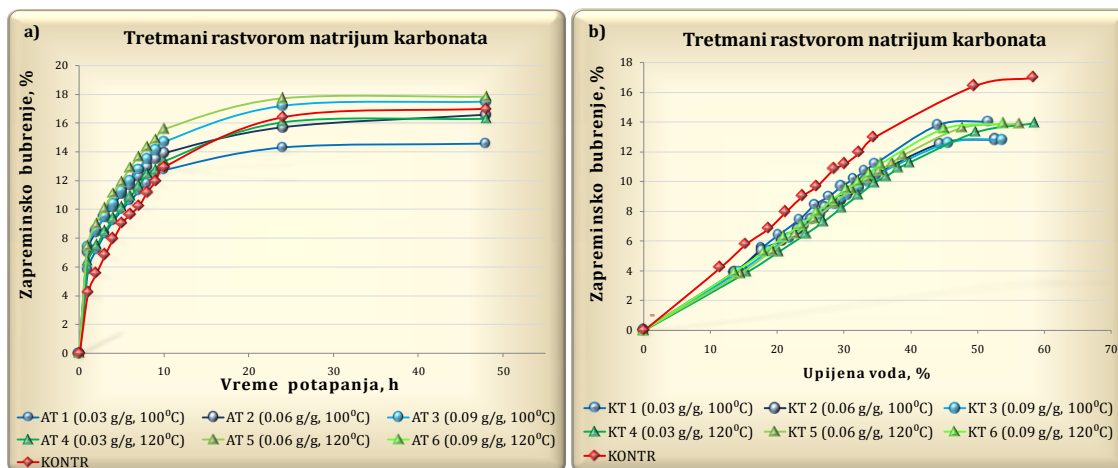 a)
Tretmani rastvorom natrijum karbonata
Zapreminsko bubrenje, %
20
18
16
14
12
10
8
6
4
2
0
0 10 20 30 40 50
Vreme potapanja, h
AT 1 (0.03 g/g, 100⁰C) AT 2 (0.06 g/g, 100⁰C) AT 3 (0.09 g/g, 100⁰C)
AT 4 (0.03 g/g, 120⁰C) AT 5 (0.06 g/g, 120⁰C) AT 6 (0.09 g/g, 120⁰C)
KONTR
b)
Tretmani rastvorom natrijum karbonata
Zapreminsko bubrenje, %
18
16
14
12
10
8
6
4
2
0
0 10 20 30 40 50 60 70
Upijena voda, %
KT 1 (0.03 g/g, 100⁰C) KT 2 (0.06 g/g, 100⁰C) KT 3 (0.09 g/g, 100⁰C)
KT 4 (0.03 g/g, 120⁰C) KT 5 (0.06 g/g, 120⁰C) KT 6 (0.09 g/g, 120⁰C)
KONTR